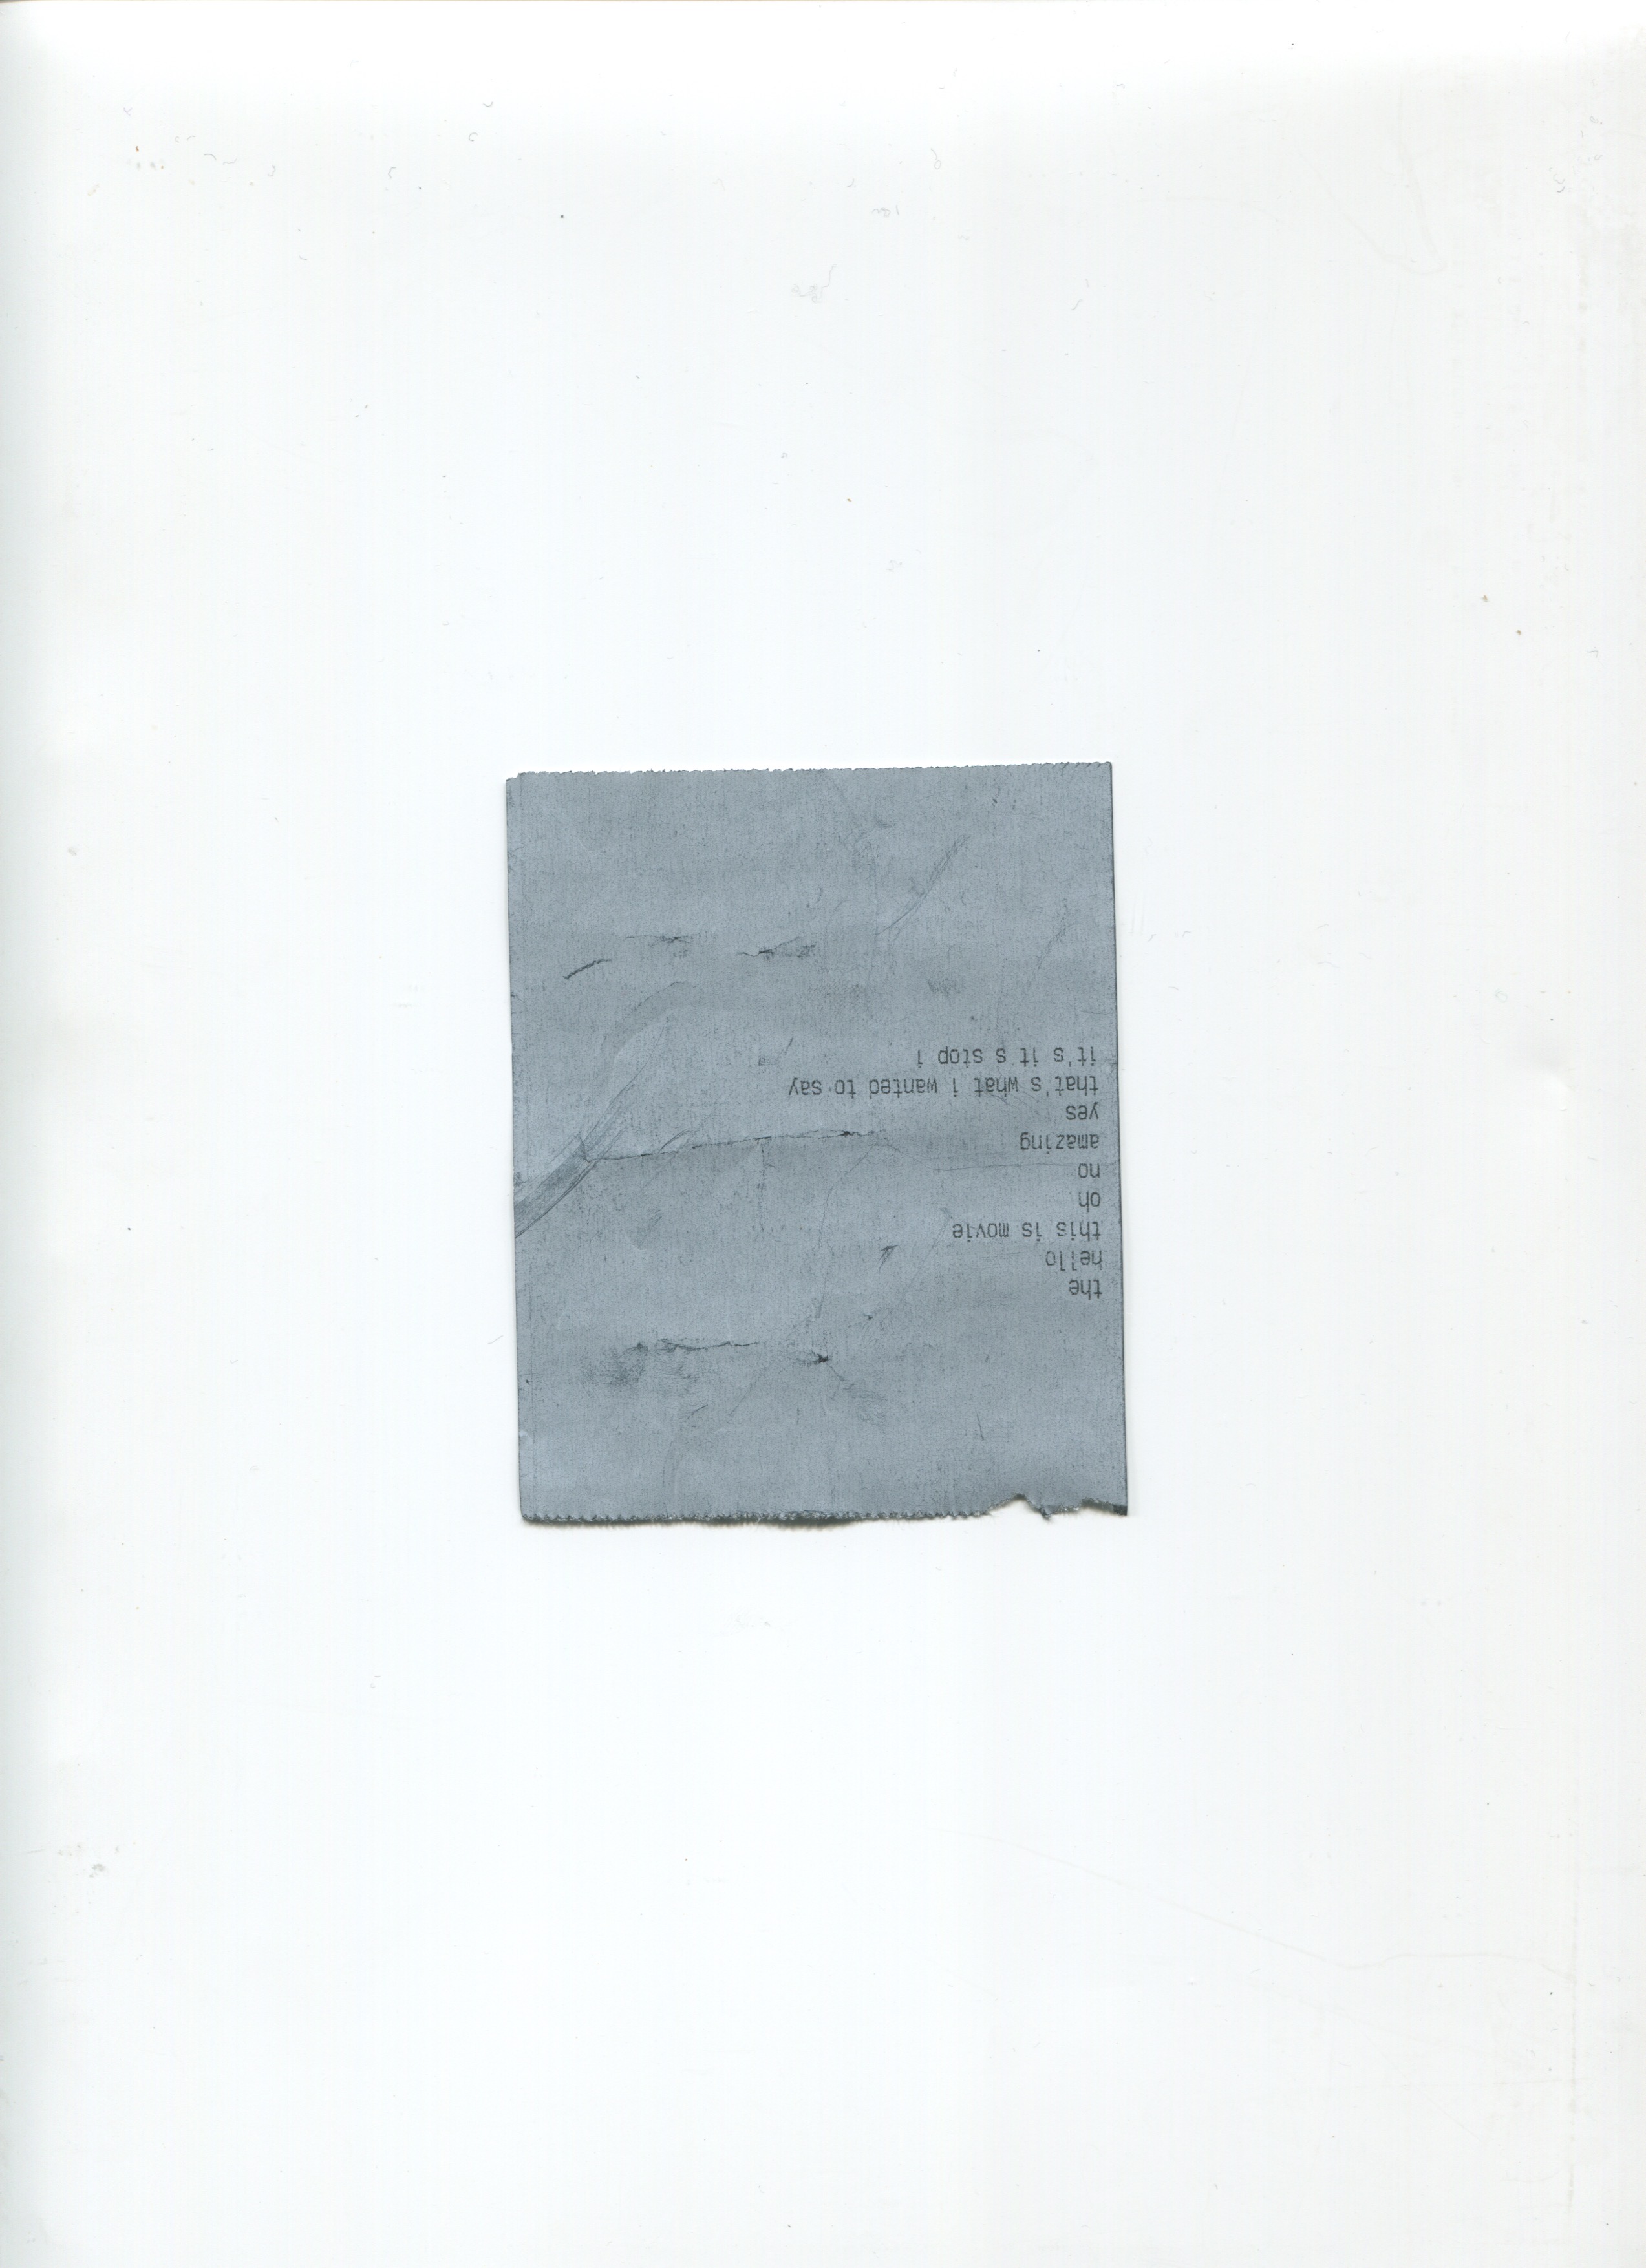 the
hello
this is movie
oh
no
amazing
yes
that's what i wanted to say
it's it s stop i